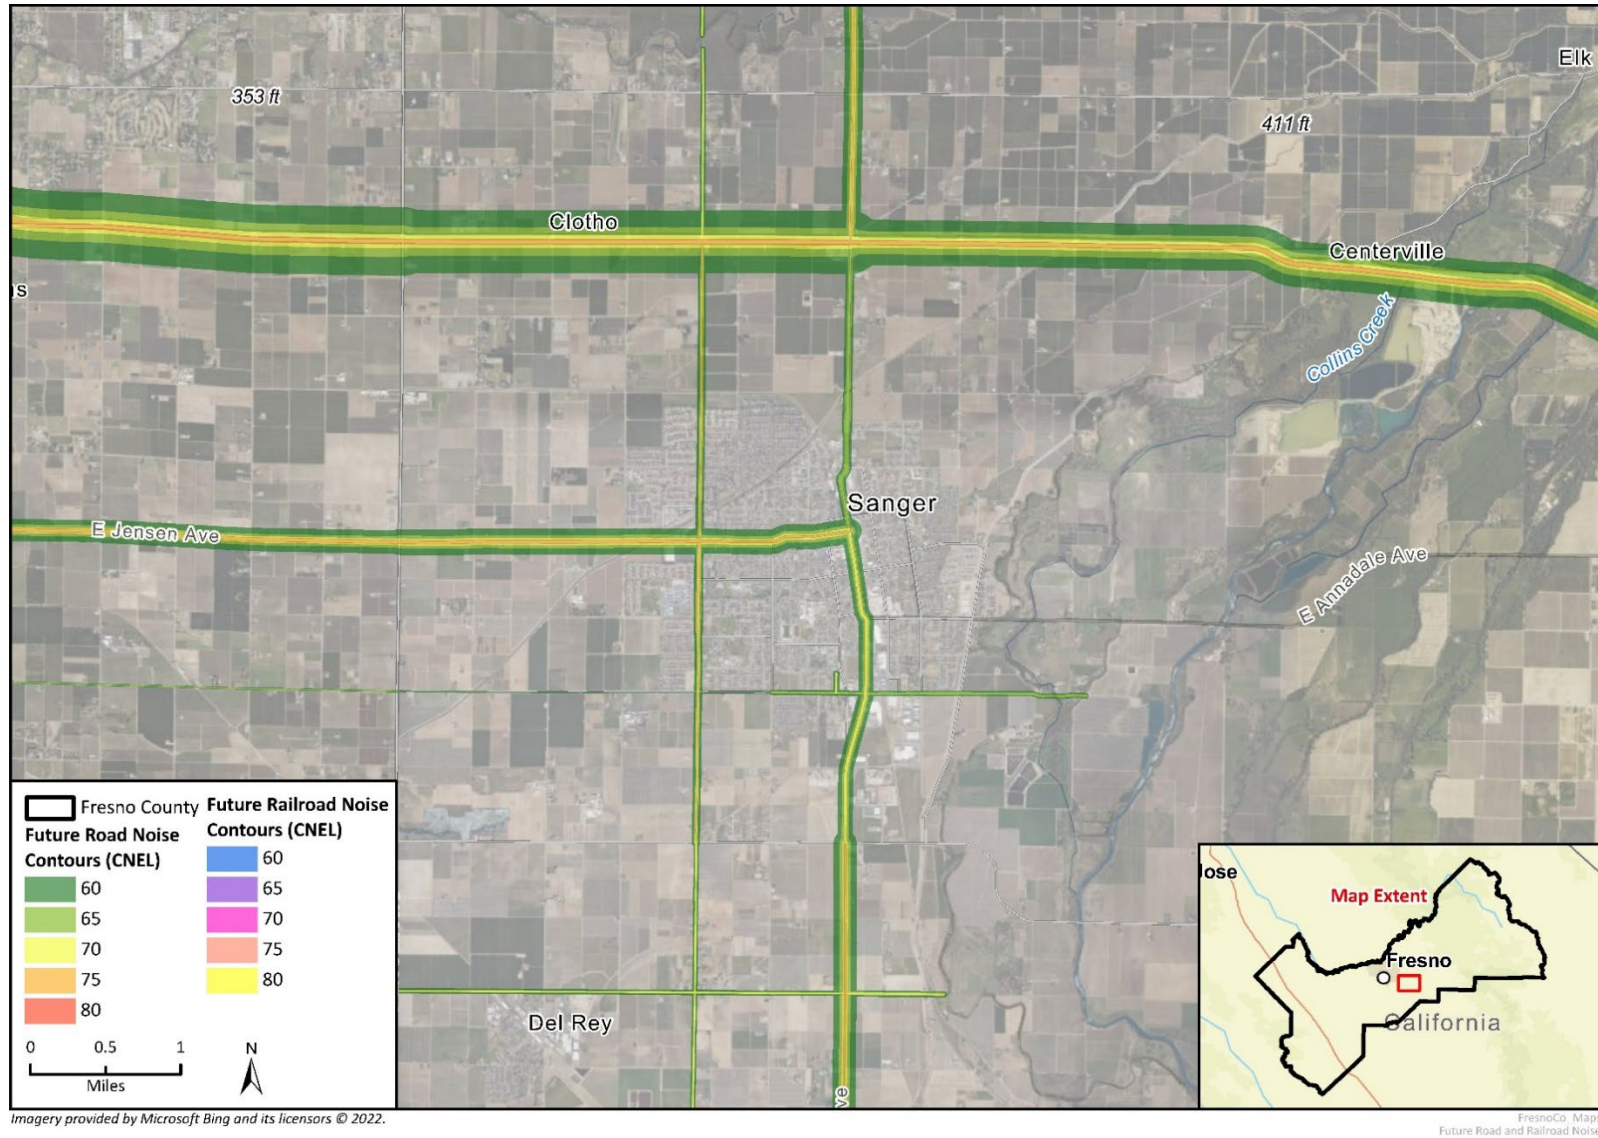 Elk
353 ft
411 ft
Clotho
Centerville
Collins Creek
Sanger
E Jensen Ave
E Annadale Ave
Del Rey
Fresno County
Future Road Noise
Contours (CNEL)
60
65
70
75
80
Future Railroad Noise
Contours (CNEL)
60
65
70
75
80
0 0.5 1
Miles
N
Map Extent
Fresno
California
Imagery provided by Microsoft Bing and its licensors © 2022.
FresnoCo Maps
Future Road and Railroad Noise